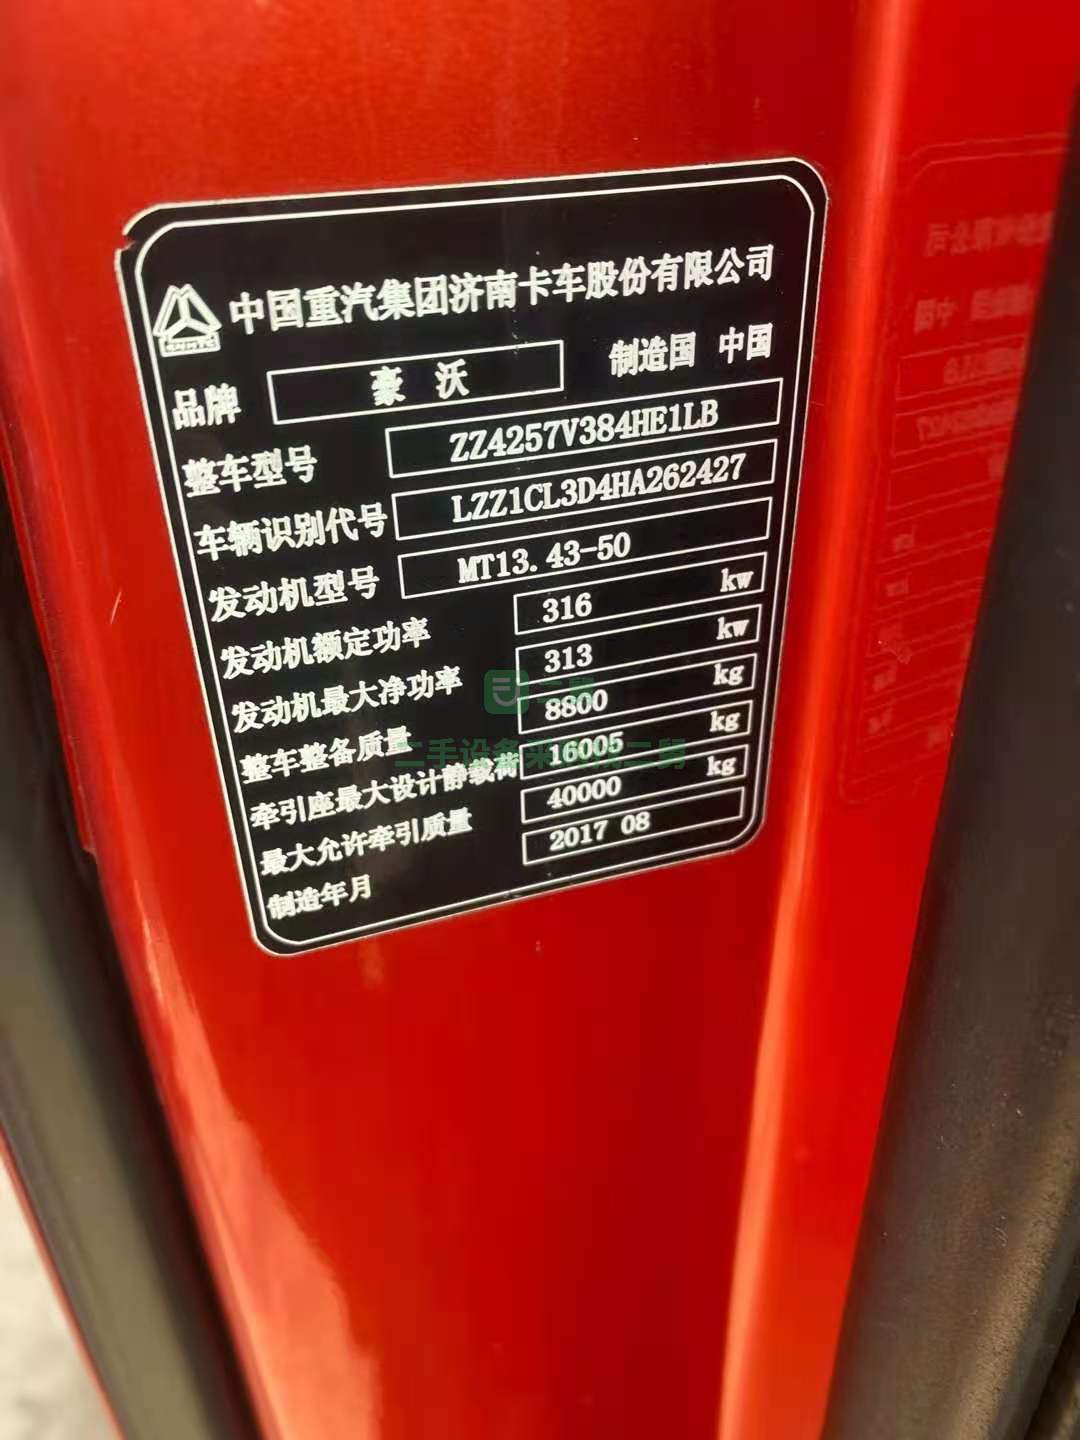 中国重汽集团济南卡车股份有限公司
品牌 豪 沃 制造国 中国
整车型号 ZZ4257V384HE1LB
车辆识别代号 LZZ1CL3D4HA262427
发动机型号 MT13.43-50
发动机额定功率 316 kw
发动机最大净功率 313 kw
整车整备质量 8800 kg
牵引座最大设计静载荷 16005 kg
最大允许牵引质量 40000 kg
制造年月 2017 08